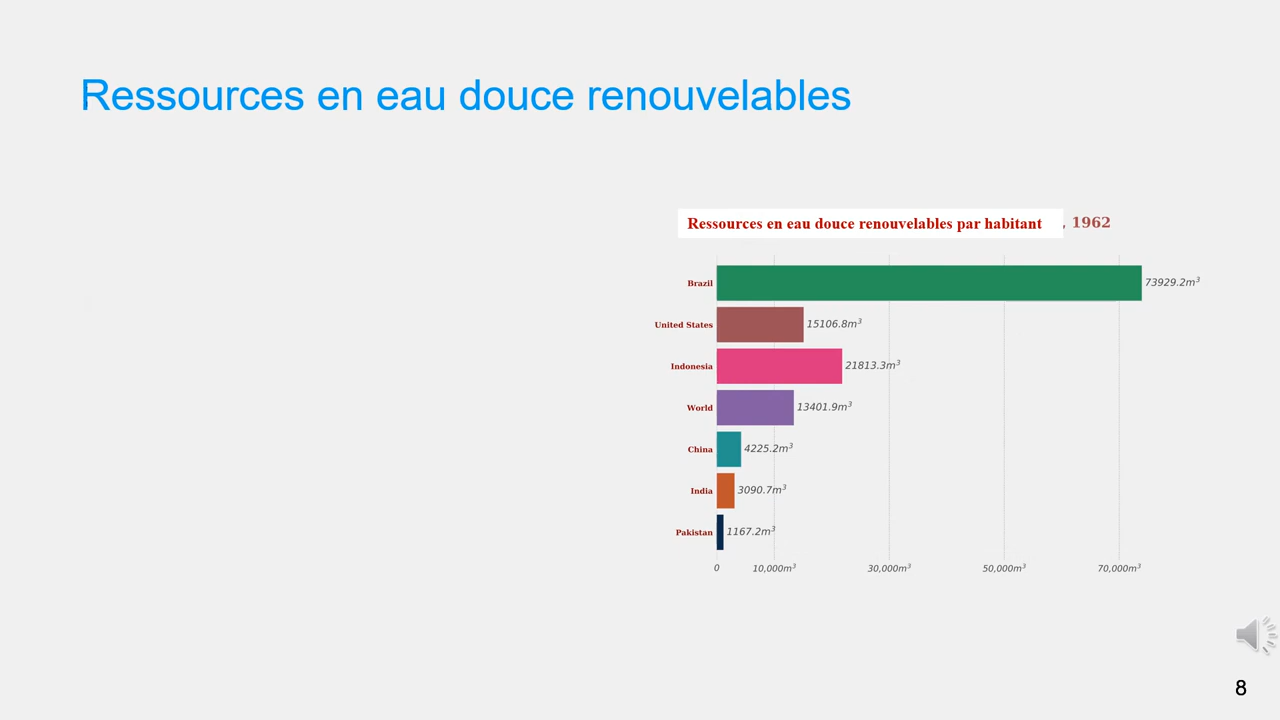 Ressources en eau douce renouvelables
Ressources en eau douce renouvelables par habitant , 1962
Brazil 73929.2m³
United States 15106.8m³
Indonesia 21813.3m³
World 13401.9m³
China 4225.2m³
India 3090.7m³
Pakistan 1167.2m³
0 10,000m³ 30,000m³ 50,000m³ 70,000m³
8